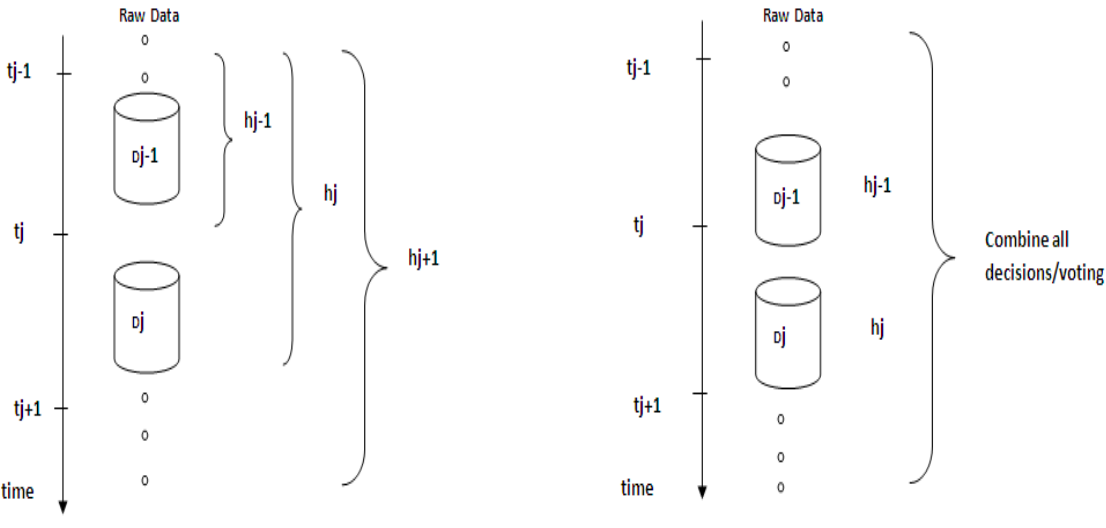 Raw Data
tj-1
Dj-1
hj-1
hj
tj
hj+1
Dj
tj+1
time
Raw Data
tj-1
Dj-1
hj-1
tj
Combine all
decisions/voting
Dj
hj
tj+1
time